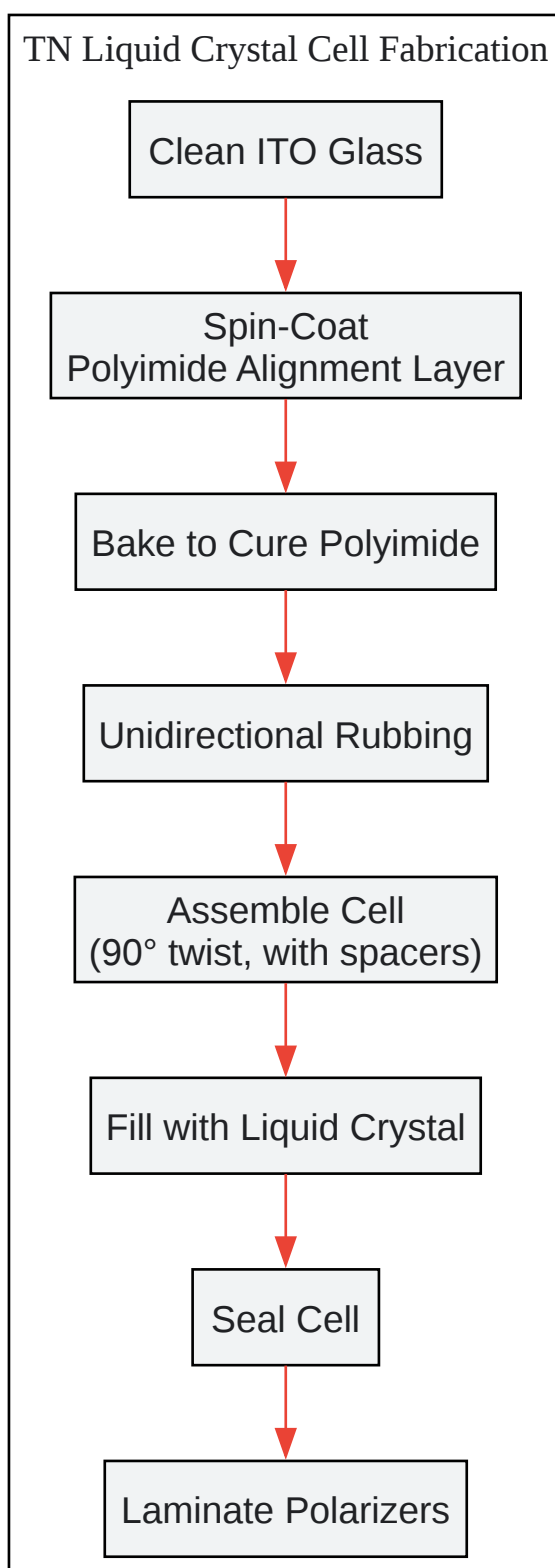 TN Liquid Crystal Cell Fabrication
Clean ITO Glass
Spin-Coat
Polyimide Alignment Layer
Bake to Cure Polyimide
Unidirectional Rubbing
Assemble Cell
(90° twist, with spacers)
Fill with Liquid Crystal
Seal Cell
Laminate Polarizers